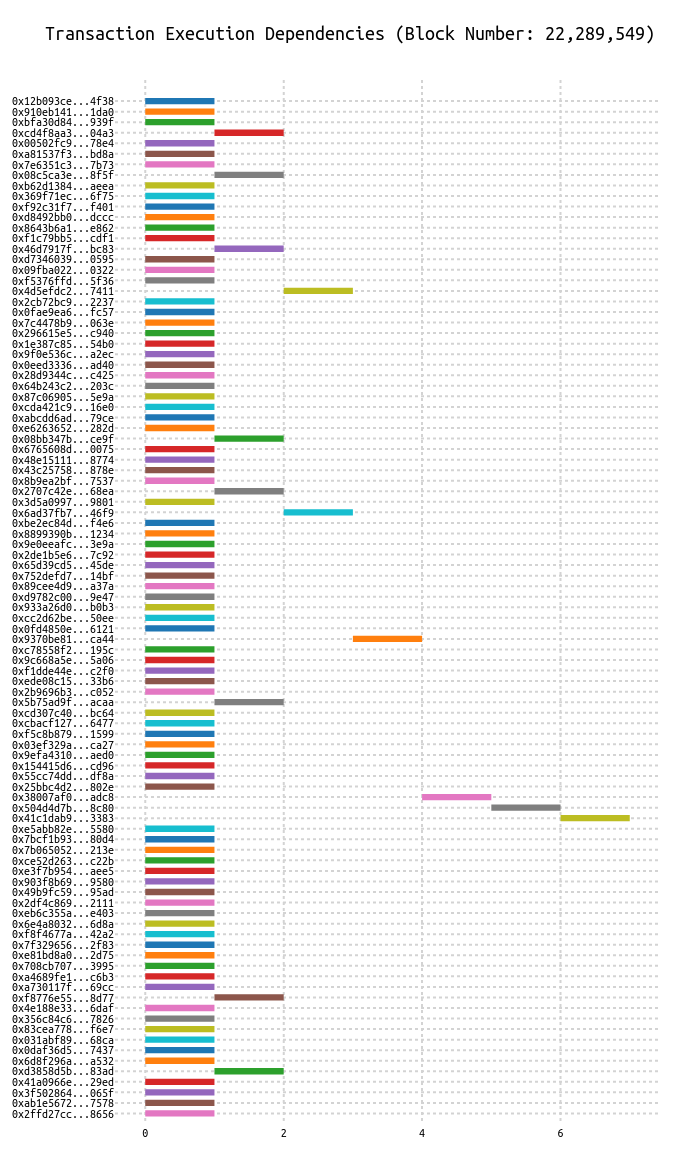 Transaction Execution Dependencies (Block Number: 22,289,549)
0x12b093ce...4f38
0x910eb141...1da0
0xbfa30d84...939f
0xcd4f8aa3...04a3
0x00502fc9...78e4
0xa81537f3...bd8a
0x7e6351c3...7b73
0x08c5ca3e...8f5f
0xb62d1384...aeea
0x369f71ec...6f75
0xf92c31f7...f401
0xd8492bb0...dccc
0x8643b6a1...e862
0xf1c79bb5...cdf1
0x46d7917f...bc83
0xd7346039...0595
0x09fba022...0322
0xf5376ffd...5f36
0x4d5efdc2...7411
0x2cb72bc9...2237
0x0fae9ea6...fc57
0x7c4478b9...063e
0x296615e5...c940
0x1e387c85...54b0
0x9f0e536c...a2ec
0x0eed3336...ad40
0x28d9344c...c425
0x64b243c2...203c
0x87c06905...5e9a
0xcda421c9...16e0
0xabcdd6ad...79ce
0xe6263652...282d
0x08bb347b...ce9f
0x6765608d...0075
0x48e15111...8774
0x43c25758...878e
0x8b9ea2bf...7537
0x2707c42e...68ea
0x3d5a0997...9801
0x6ad37fb7...46f9
0xbe2ec84d...f4e6
0x8899390b...1234
0x9e0eeafc...3e9a
0x2de1b5e6...7c92
0x65d39cd5...45de
0x752defd7...14bf
0x89cee4d9...a37a
0xd9782c00...9e47
0x933a26d0...b0b3
0xcc2d62be...50ee
0x0fd4850e...6121
0x9370be81...ca44
0xc78558f2...195c
0x9c668a5e...5a06
0xf1dde44e...c2f0
0xede08c15...33b6
0x2b9696b3...c052
0x5b75ad9f...acaa
0xcd307c40...bc64
0xcbacf127...6477
0xf5c8b879...1599
0x03ef329a...ca27
0x9efa4310...aed0
0x154415d6...cd96
0x55cc74dd...df8a
0x25bbc4d2...802e
0x38007af0...adc8
0x504d4d7b...8c80
0x41c1dab9...3383
0xe5abb82e...5580
0x7bcf1b93...80d4
0x7b065052...213e
0xce52d263...c22b
0xe3f7b954...aee5
0x903f8b69...9580
0x49b9fc59...95ad
0x2df4c869...2111
0xeb6c355a...e403
0x6e4a8032...6d8a
0xf8f4677a...42a2
0x7f329656...2f83
0xe81bd8a0...2d75
0x708cb707...3995
0xa4689fe1...c6b3
0xa730117f...69cc
0xf8776e55...8d77
0x4e188e33...6daf
0x356c84c6...7826
0x83cea778...f6e7
0x031abf89...68ca
0x0daf36d5...7437
0x6d8f296a...a532
0xd3858d5b...83ad
0x41a0966e...29ed
0x3f502864...065f
0xab1e5672...7578
0x2ffd27cc...8656
0 2 4 6